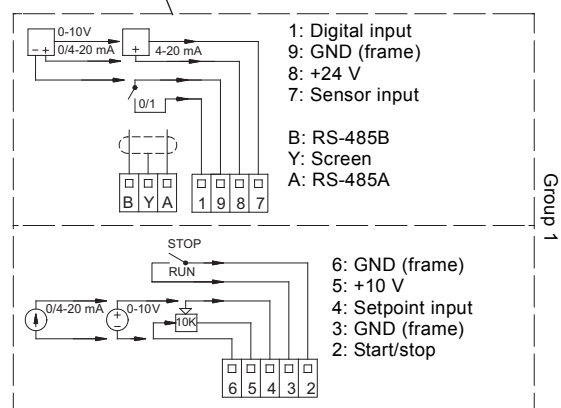 0-10V
- + 0/4-20 mA
+ 4-20 mA
0/1
B Y A
1 9 8 7
1: Digital input
9: GND (frame)
8: +24 V
7: Sensor input
B: RS-485B
Y: Screen
A: RS-485A
Group 1
STOP
RUN
0/4-20 mA
+ - 0-10V
10K
6 5 4 3 2
6: GND (frame)
5: +10 V
4: Setpoint input
3: GND (frame)
2: Start/stop